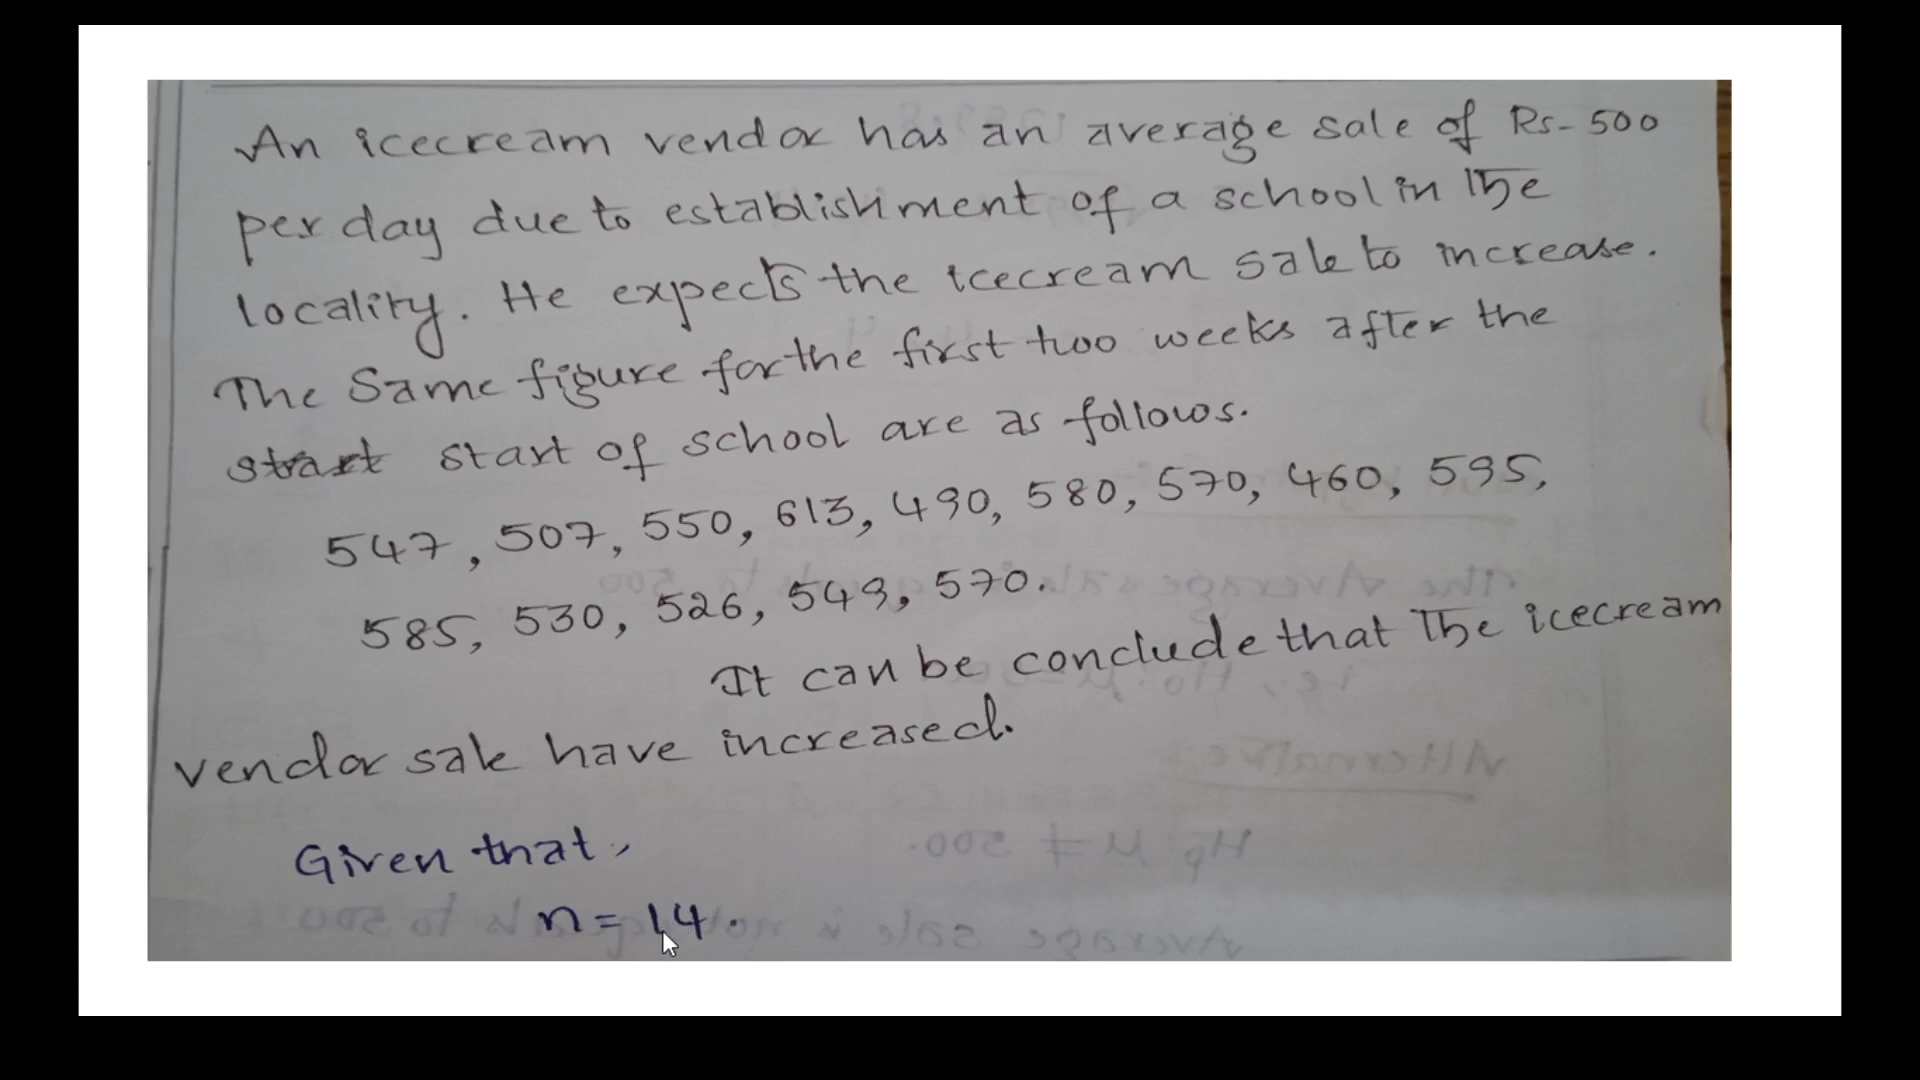 An icecream vendor has an average sale of Rs-500
per day due to establishment of a school in the
locality. He expects the icecream sale to increase.
The Same figure for the first two weeks after the
start start of school are as follows.
547, 507, 550, 613, 490, 580, 570, 460, 595,
585, 530, 526, 549, 570.
It can be conclude that The icecream
vendor sale have increased.
Given that,
n = 14.